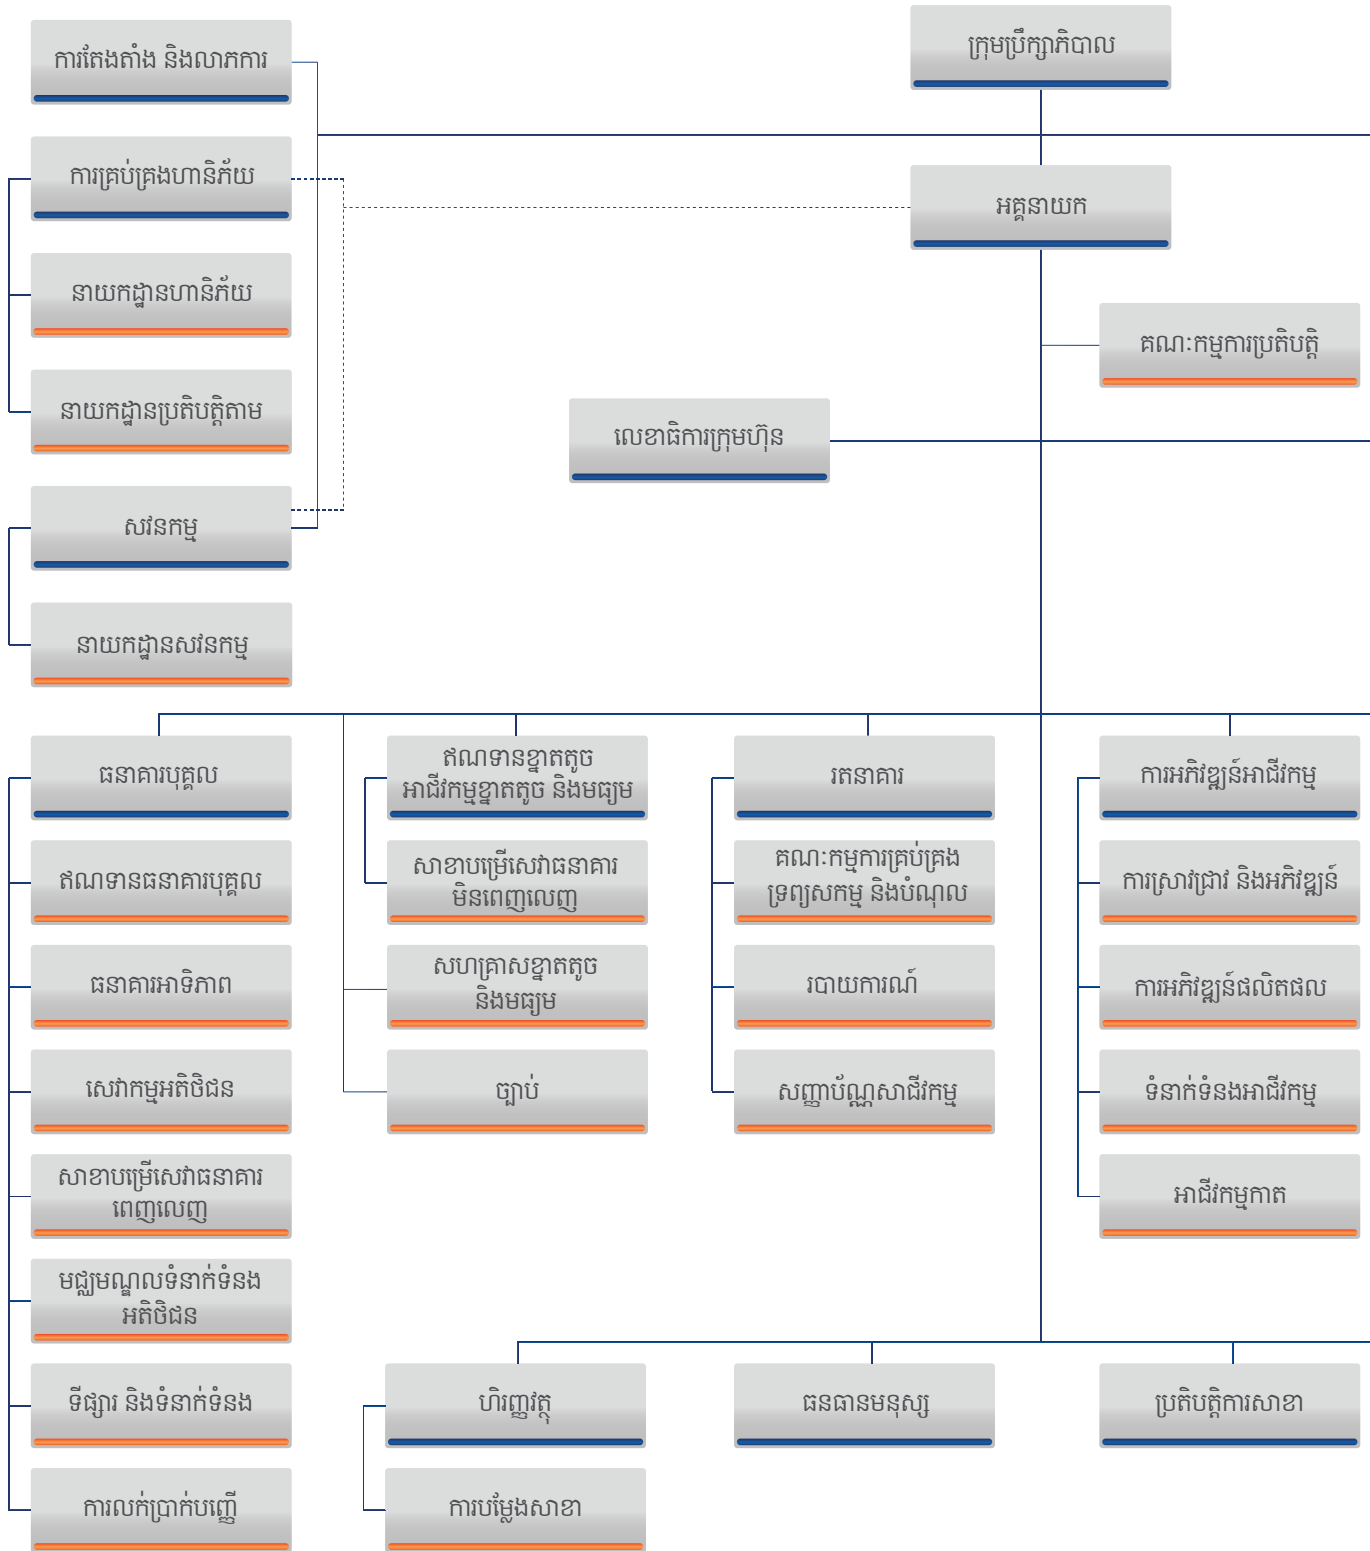 ការតែងតាំង និងលាភការ
ក្រុមប្រឹក្សាភិបាល
ការគ្រប់គ្រងហានិភ័យ
អគ្គនាយក
នាយកដ្ឋានហានិភ័យ
គណៈកម្មការប្រតិបត្តិ
នាយកដ្ឋានប្រតិបត្តិតាម
លេខាធិការក្រុមហ៊ុន
សវនកម្ម
នាយកដ្ឋានសវនកម្ម
ធនាគារបុគ្គល
ឥណទានខ្នាតតូច
អាជីវកម្មខ្នាតតូច និងមធ្យម
រតនាគារ
ការអភិវឌ្ឍន៍អាជីវកម្ម
ឥណទានធនាគារបុគ្គល
សាខាបម្រើសេវាធនាគារ
មិនពេញលេញ
គណៈកម្មការគ្រប់គ្រង
ទ្រព្យសកម្ម និងបំណុល
ការស្រាវជ្រាវ និងអភិវឌ្ឍន៍
ធនាគារអាទិភាព
សហគ្រាសខ្នាតតូច
និងមធ្យម
របាយការណ៍
ការអភិវឌ្ឍន៍ផលិតផល
សេវាកម្មអតិថិជន
ច្បាប់
សញ្ញាប័ណ្ណសាជីវកម្ម
ទំនាក់ទំនងអាជីវកម្ម
សាខាបម្រើសេវាធនាគារ
ពេញលេញ
អាជីវកម្មកាត
មជ្ឈមណ្ឌលទំនាក់ទំនង
អតិថិជន
ទីផ្សារ និងទំនាក់ទំនង
ហិរញ្ញវត្ថុ
ធនធានមនុស្ស
ប្រតិបត្តិការសាខា
ការលក់ប្រាក់បញ្ញើ
ការបម្លែងសាខា